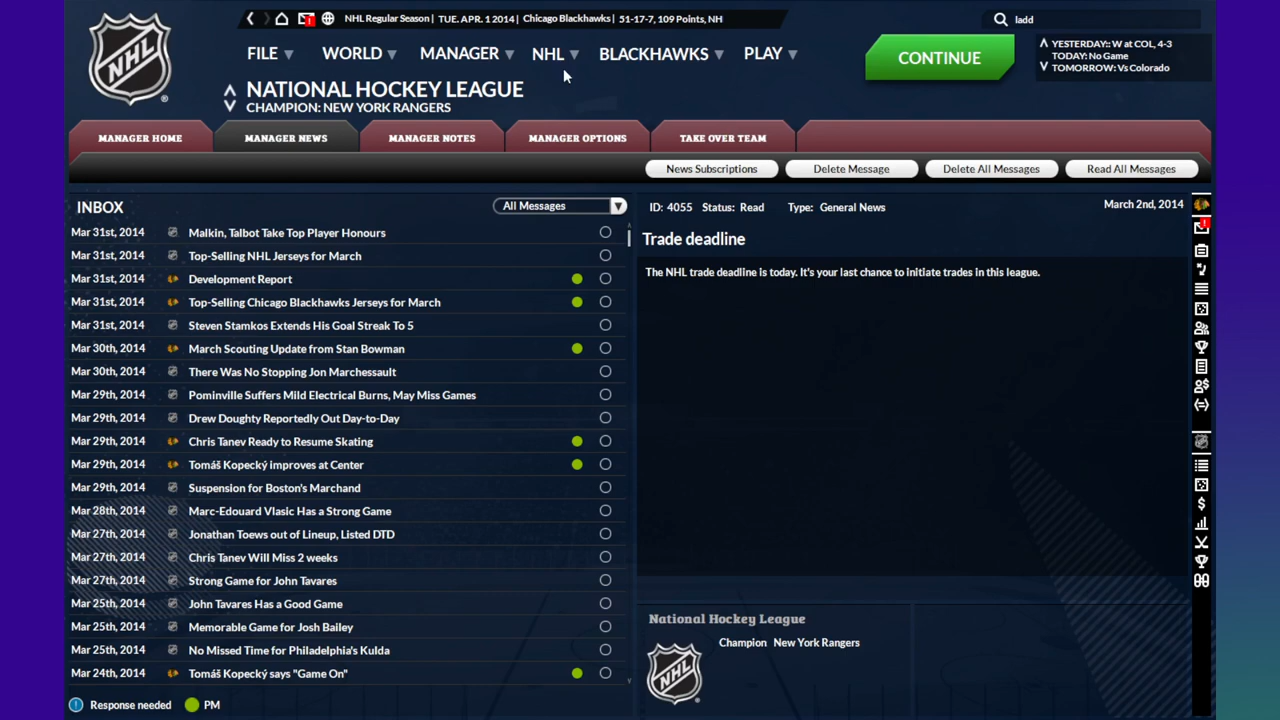 NHL Regular Season | TUE. APR. 1 2014 | Chicago Blackhawks | 51-17-7, 109 Points, NH
ladd
NHL
FILE WORLD MANAGER NHL BLACKHAWKS PLAY
CONTINUE
YESTERDAY:: W at COL, 4-3
TODAY: No Game
TOMORROW: Vs Colorado
NATIONAL HOCKEY LEAGUE
CHAMPION: NEW YORK RANGERS
MANAGER HOME MANAGER NEWS MANAGER NOTES MANAGER OPTIONS TAKE OVER TEAM
News Subscriptions Delete Message Delete All Messages Read All Messages
INBOX All Messages
Mar 31st, 2014 Malkin, Talbot Take Top Player Honours
Mar 31st, 2014 Top-Selling NHL Jerseys for March
Mar 31st, 2014 Development Report
Mar 31st, 2014 Top-Selling Chicago Blackhawks Jerseys for March
Mar 31st, 2014 Steven Stamkos Extends His Goal Streak To 5
Mar 30th, 2014 March Scouting Update from Stan Bowman
Mar 30th, 2014 There Was No Stopping Jon Marchessault
Mar 29th, 2014 Pominville Suffers Mild Electrical Burns, May Miss Games
Mar 29th, 2014 Drew Doughty Reportedly Out Day-to-Day
Mar 29th, 2014 Chris Tanev Ready to Resume Skating
Mar 29th, 2014 Tomáš Kopecký improves at Center
Mar 29th, 2014 Suspension for Boston's Marchand
Mar 28th, 2014 Marc-Edouard Vlasic Has a Strong Game
Mar 27th, 2014 Jonathan Toews out of Lineup, Listed DTD
Mar 27th, 2014 Chris Tanev Will Miss 2 weeks
Mar 27th, 2014 Strong Game for John Tavares
Mar 25th, 2014 John Tavares Has a Good Game
Mar 25th, 2014 Memorable Game for Josh Bailey
Mar 25th, 2014 No Missed Time for Philadelphia's Kulda
Mar 24th, 2014 Tomáš Kopecký says "Game On"
Response needed PM
ID: 4055 Status: Read Type: General News March 2nd, 2014
Trade deadline
The NHL trade deadline is today. It's your last chance to initiate trades in this league.
National Hockey League
NHL
Champion New York Rangers